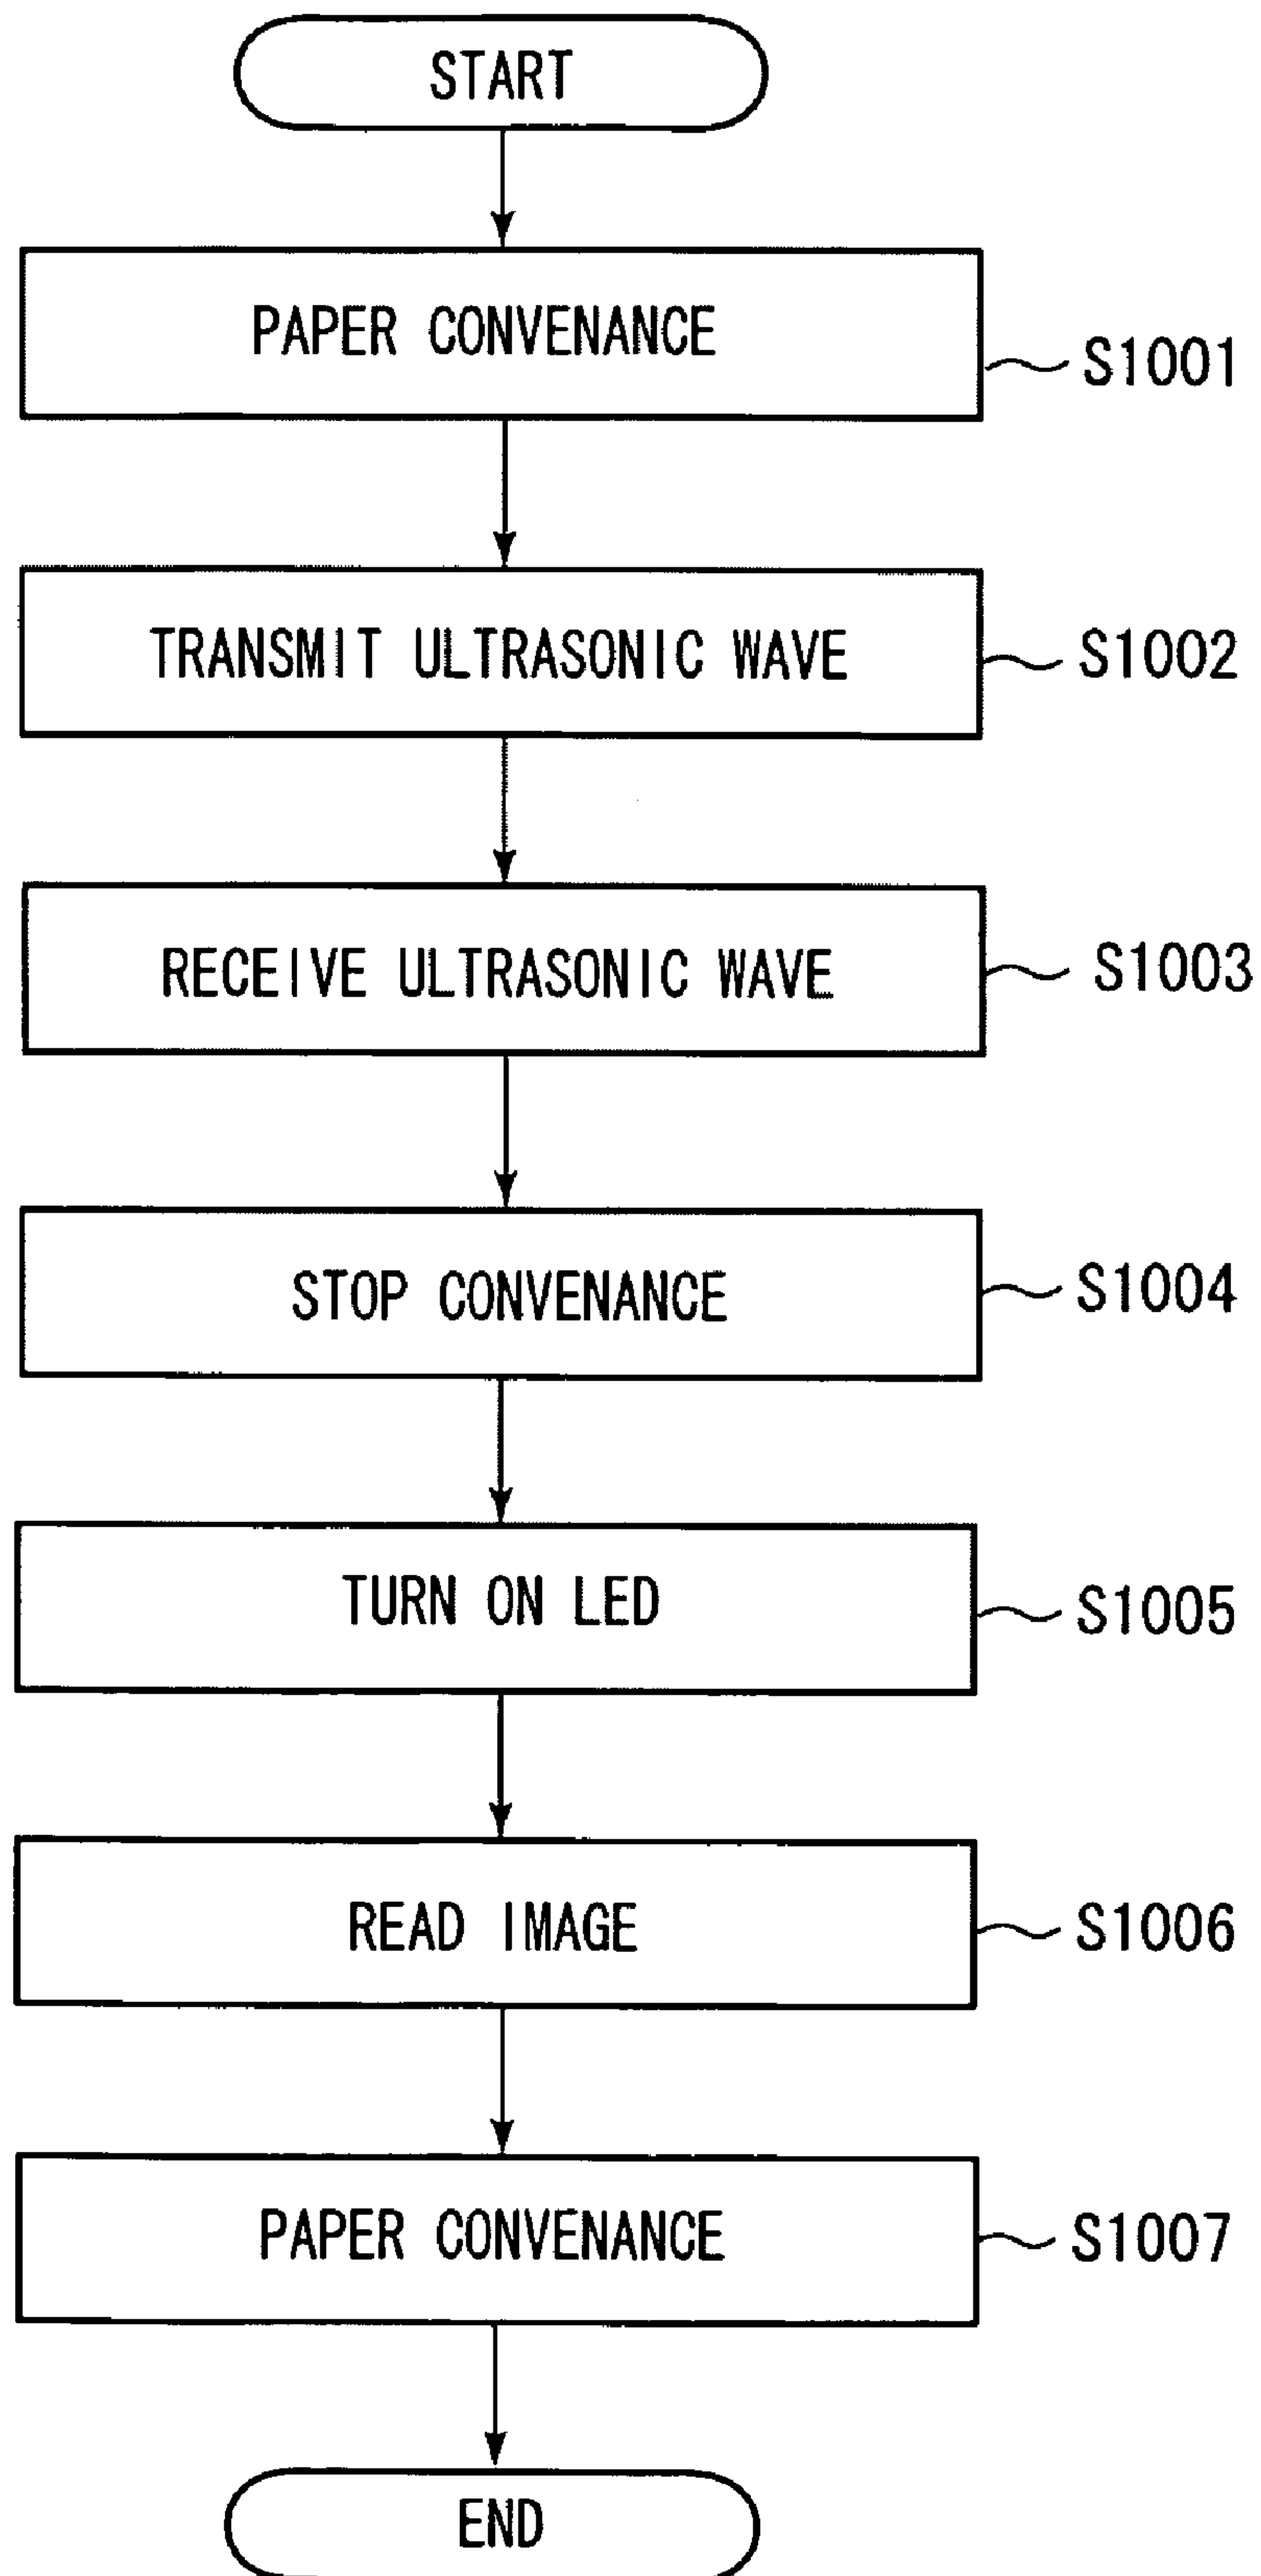 START
PAPER CONVENANCE
S1001
TRANSMIT ULTRASONIC WAVE
S1002
RECEIVE ULTRASONIC WAVE
S1003
STOP CONVENANCE
S1004
TURN ON LED
S1005
READ IMAGE
S1006
PAPER CONVENANCE
S1007
END